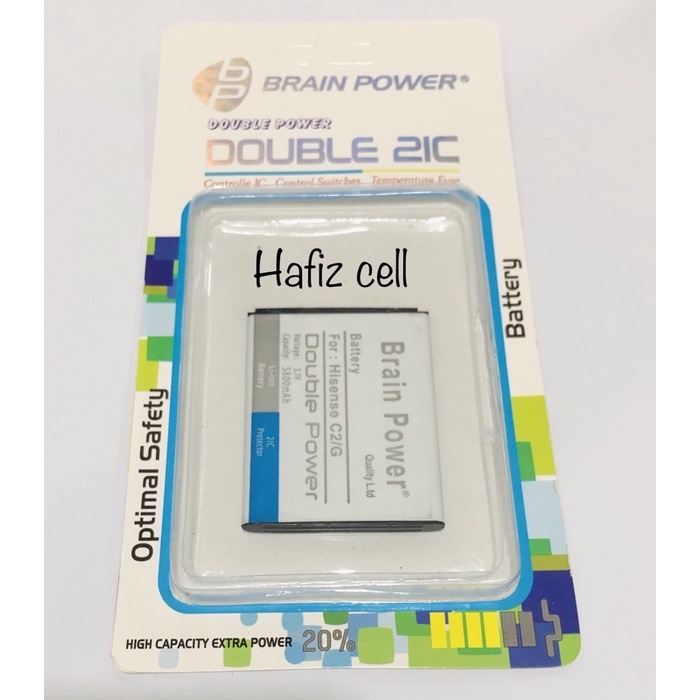 BRAIN POWER®
DOUBLE POWER
DOUBLE 2IC
Controlle IC Control Switches Temperature Fuse
Hafiz cell
Brain Power®
Quality Ltd
Battery
For : Hisense C2/G
Double Power
Voltage: 3.7V
Capacity: 5800mAh
Li-ion
Battery
2IC
Protector
Battery
Optimal Safety
HIGH CAPACITY EXTRA POWER 20%